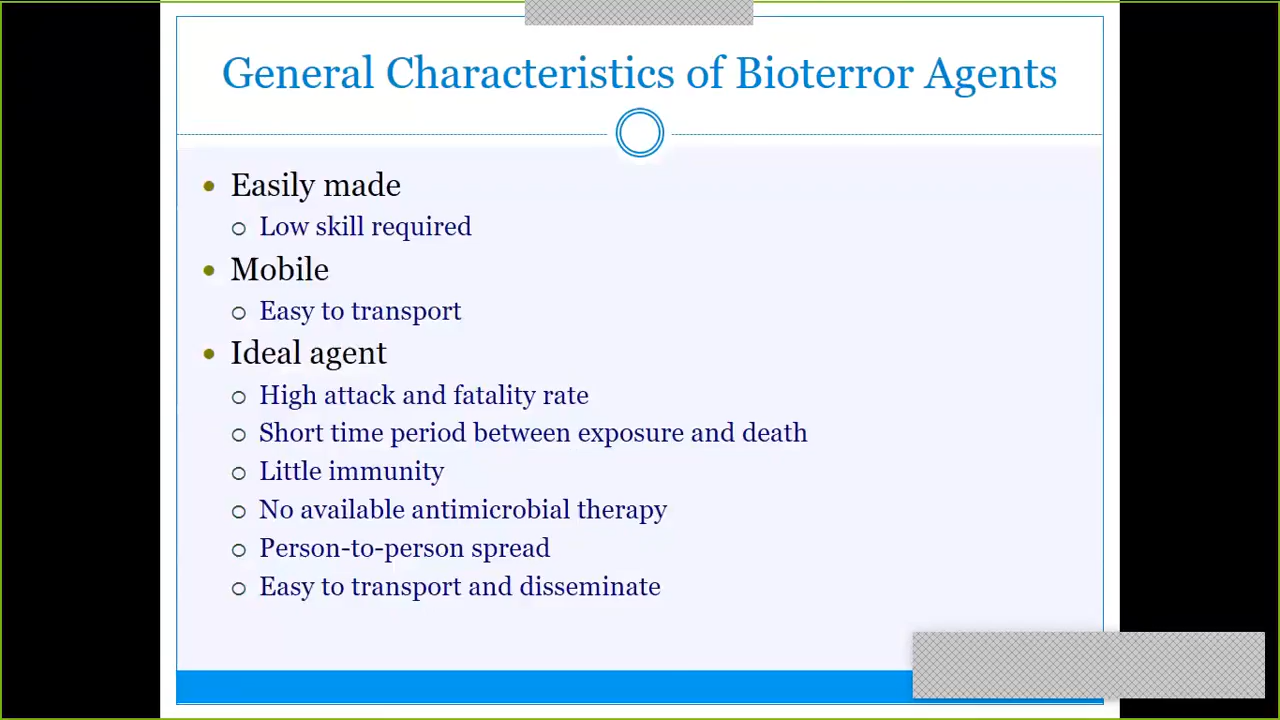 General Characteristics of Bioterror Agents
Easily made
Low skill required
Mobile
Easy to transport
Ideal agent
High attack and fatality rate
Short time period between exposure and death
Little immunity
No available antimicrobial therapy
Person-to-person spread
Easy to transport and disseminate